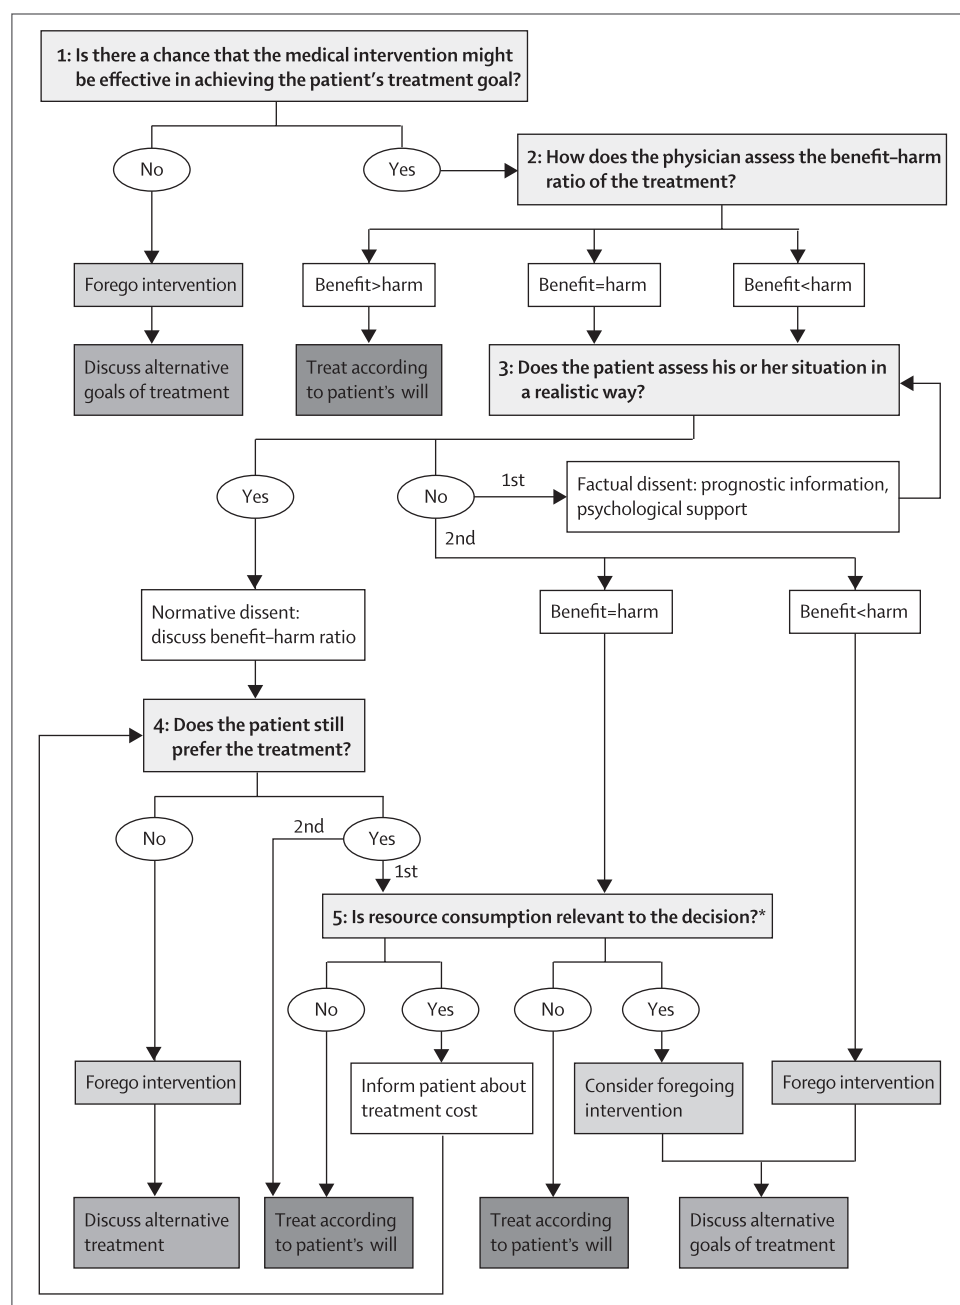 1: Is there a chance that the medical intervention might
be effective in achieving the patient's treatment goal?
No
Yes
2: How does the physician assess the benefit–harm
ratio of the treatment?
Forego intervention
Benefit>harm
Benefit=harm
Benefit<harm
Discuss alternative
goals of treatment
Treat according
to patient's will
3: Does the patient assess his or her situation in
a realistic way?
Yes
No
1st
Factual dissent: prognostic information,
psychological support
2nd
Normative dissent:
discuss benefit–harm ratio
Benefit=harm
Benefit<harm
4: Does the patient still
prefer the treatment?
No
2nd
Yes
1st
5: Is resource consumption relevant to the decision?*
No
Yes
No
Yes
Forego intervention
Inform patient about
treatment cost
Consider foregoing
intervention
Forego intervention
Discuss alternative
treatment
Treat according
to patient's will
Treat according
to patient's will
Discuss alternative
goals of treatment